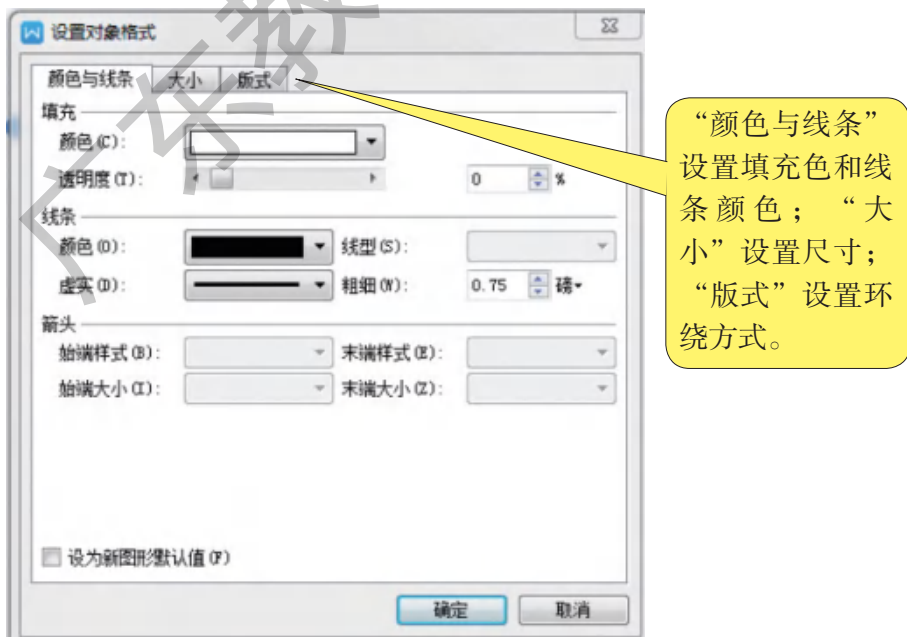 设置对象格式
颜色与线条 大小 版式
填充
颜色(C):
透明度(T): 0 %
线条
颜色(O): 线型(S):
虚实(D): 粗细(W): 0.75 磅
箭头
始端样式(B): 末端样式(E):
始端大小(I): 末端大小(Z):
设为新图形默认值(F)
确定 取消
“颜色与线条”
设置填充色和线
条颜色；“大
小”设置尺寸；
“版式”设置环
绕方式。
广东教